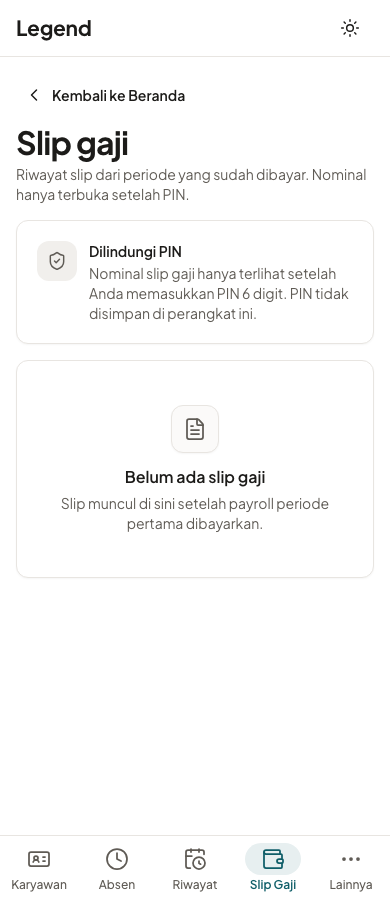 Legend
Kembali ke Beranda
Slip gaji
Riwayat slip dari periode yang sudah dibayar. Nominal
hanya terbuka setelah PIN.
Dilindungi PIN
Nominal slip gaji hanya terlihat setelah
Anda memasukkan PIN 6 digit. PIN tidak
disimpan di perangkat ini.
Belum ada slip gaji
Slip muncul di sini setelah payroll periode
pertama dibayarkan.
Karyawan
Absen
Riwayat
Slip Gaji
Lainnya